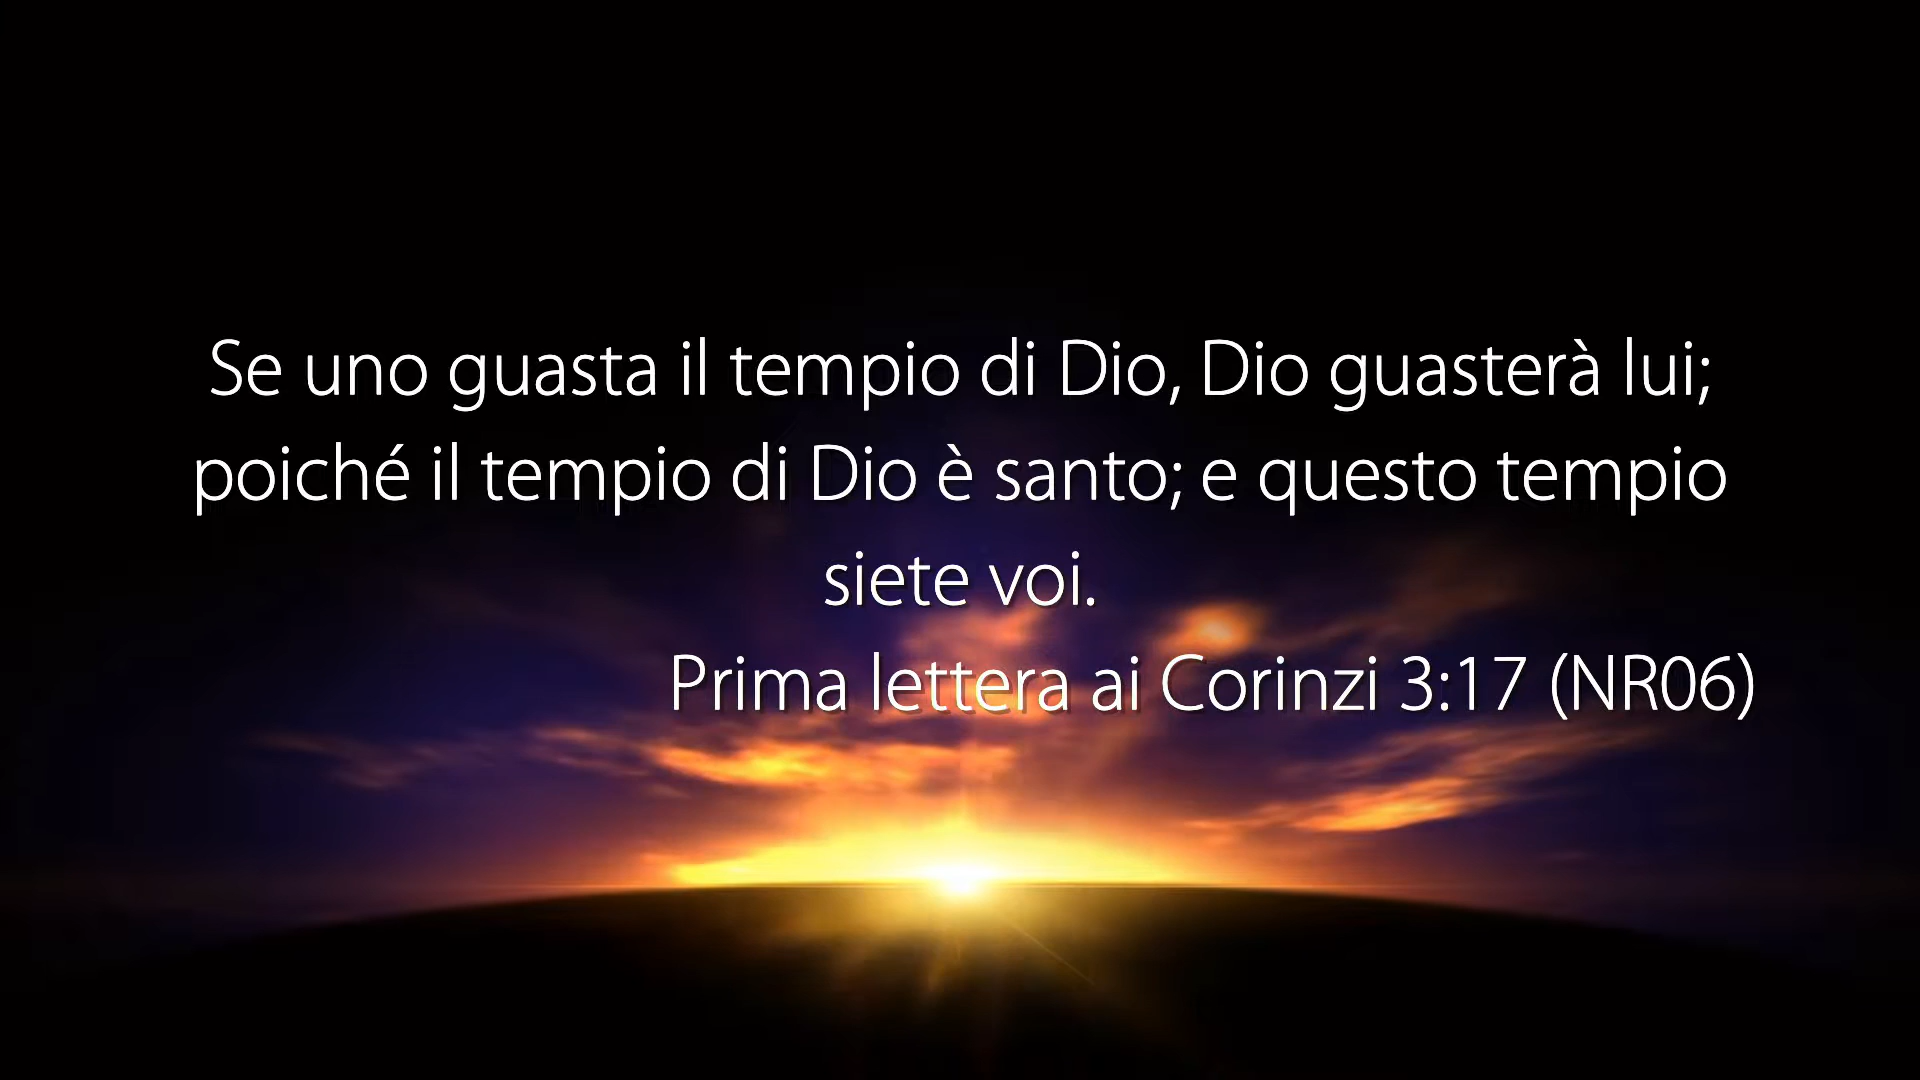 Se uno guasta il tempio di Dio, Dio guasterà lui;
poiché il tempio di Dio è santo; e questo tempio
siete voi.
Prima lettera ai Corinzi 3:17 (NR06)